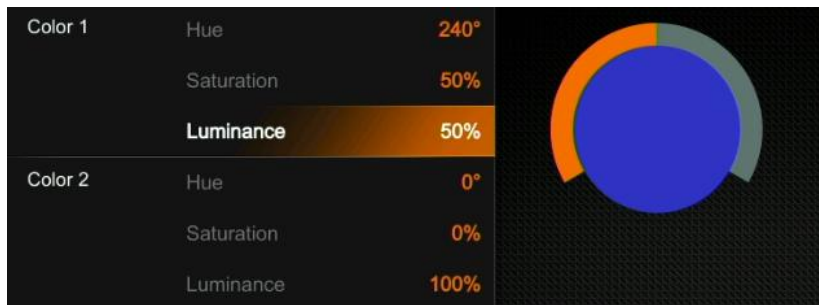 Color 1 Hue 240°
Saturation 50%
Luminance 50%
Color 2 Hue 0°
Saturation 0%
Luminance 100%